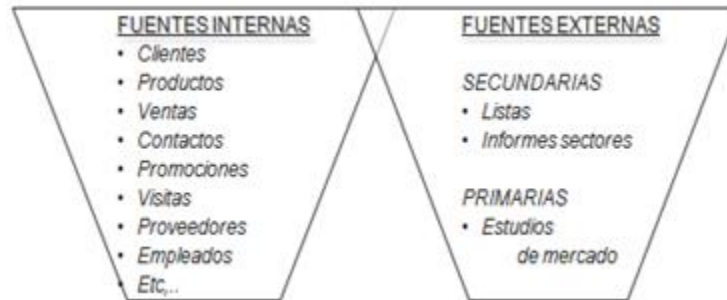 FUENTES INTERNAS
• Clientes
• Productos
• Ventas
• Contactos
• Promociones
• Visitas
• Proveedores
• Empleados
• Etc,..
FUENTES EXTERNAS
SECUNDARIAS
• Listas
• Informes sectores
PRIMARIAS
• Estudios
de mercado